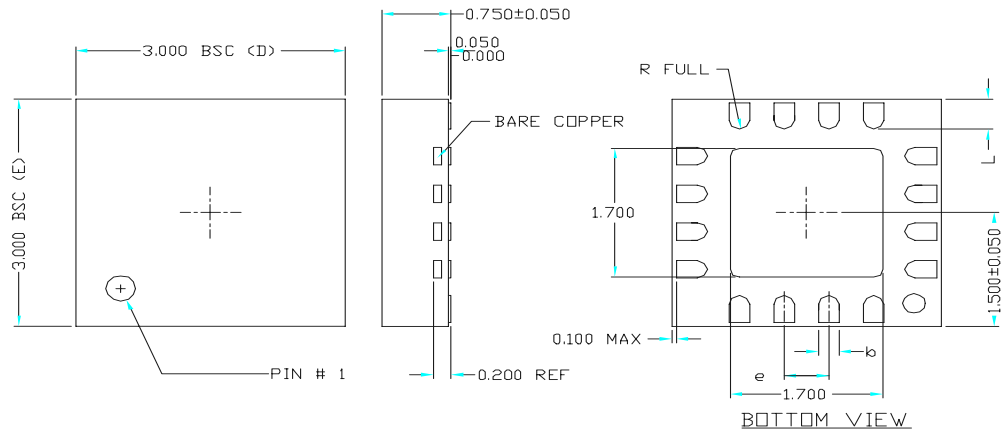 3.000 BSC (D)
0.750±0.050
0.050
0.000
R FULL
BARE COPPER
L
3.000 BSC (E)
1.700
1.500±0.050
0.100 MAX
b
PIN # 1
0.200 REF
e
1.700
BOTTOM VIEW